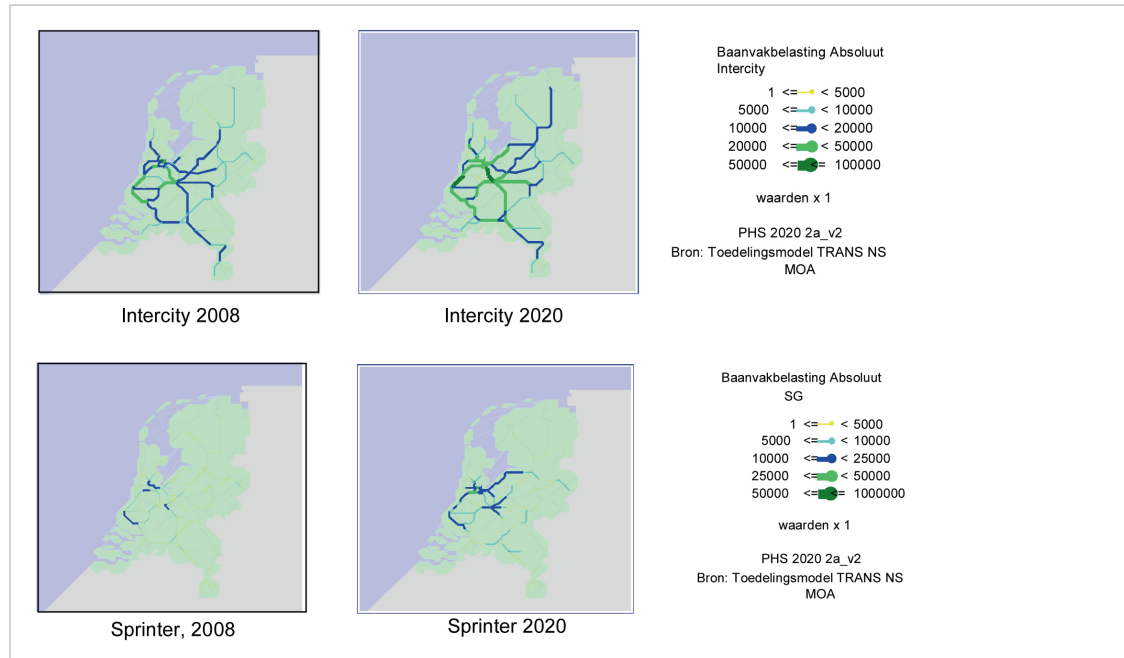 Intercity 2008
Intercity 2020
Baanvakbelasting Absoluut
Intercity
1 <= < 5000
5000 <= < 10000
10000 <= < 20000
20000 <= < 50000
50000 <= <= 100000
waarden x 1
PHS 2020 2a_v2
Bron: Toedelingsmodel TRANS NS
MOA
Sprinter, 2008
Sprinter 2020
Baanvakbelasting Absoluut
SG
1 <= < 5000
5000 <= < 10000
10000 <= < 25000
25000 <= < 50000
50000 <= <= 1000000
waarden x 1
PHS 2020 2a_v2
Bron: Toedelingsmodel TRANS NS
MOA